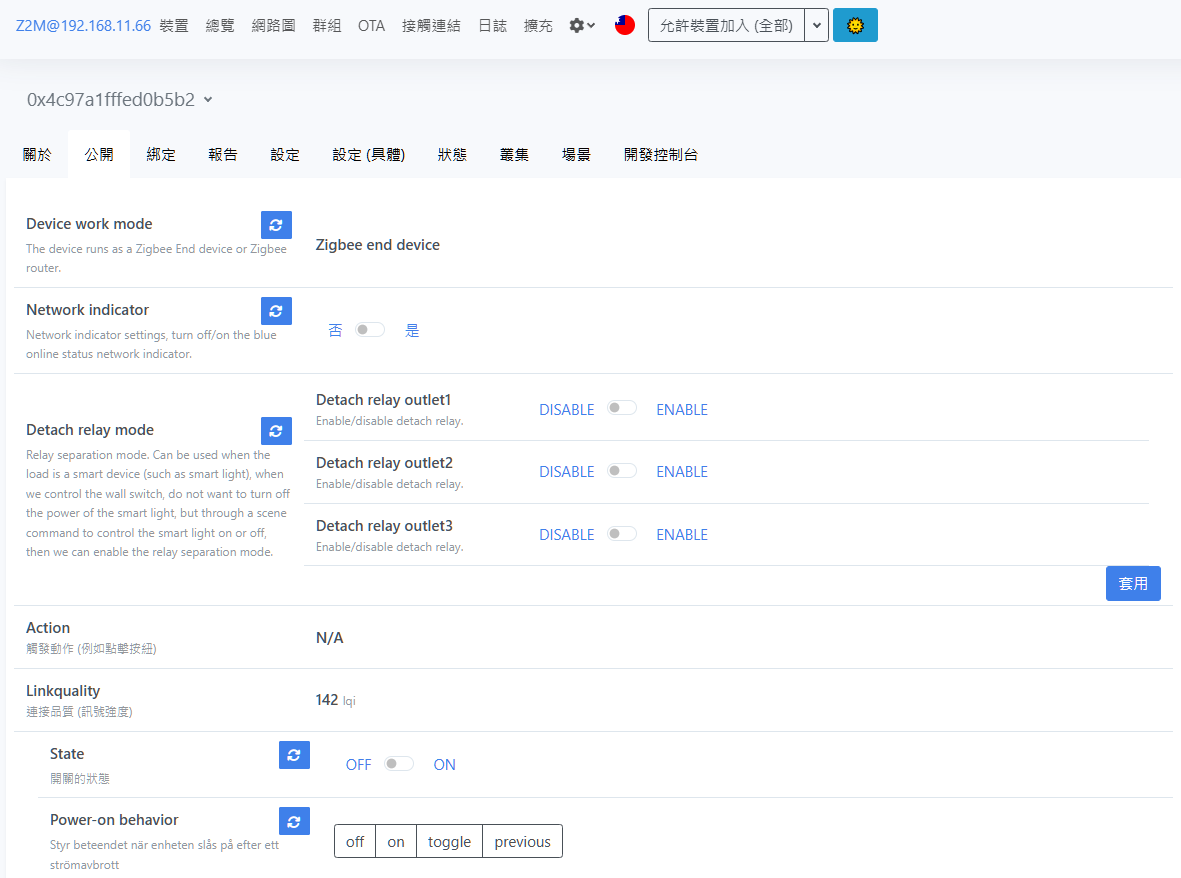 Z2M@192.168.11.66 裝置 總覽 網路圖 群組 OTA 接觸連結 日誌 擴充 允許裝置加入 (全部)
0x4c97a1fffed0b5b2
關於 公開 綁定 報告 設定 設定 (具體) 狀態 叢集 場景 開發控制台
Device work mode
The device runs as a Zigbee End device or Zigbee
router.
Zigbee end device
Network indicator
Network indicator settings, turn off/on the blue
online status network indicator.
否 是
Detach relay mode
Relay separation mode. Can be used when the
load is a smart device (such as smart light), when
we control the wall switch, do not want to turn off
the power of the smart light, but through a scene
command to control the smart light on or off,
then we can enable the relay separation mode.
Detach relay outlet1
Enable/disable detach relay.
DISABLE ENABLE
Detach relay outlet2
Enable/disable detach relay.
DISABLE ENABLE
Detach relay outlet3
Enable/disable detach relay.
DISABLE ENABLE
套用
Action
觸發動作 (例如點擊按紐)
N/A
Linkquality
連接品質 (訊號強度)
142 lqi
State
開關的狀態
OFF ON
Power-on behavior
Styr beteendet när enheten slås på efter ett
strömavbrott
off on toggle previous